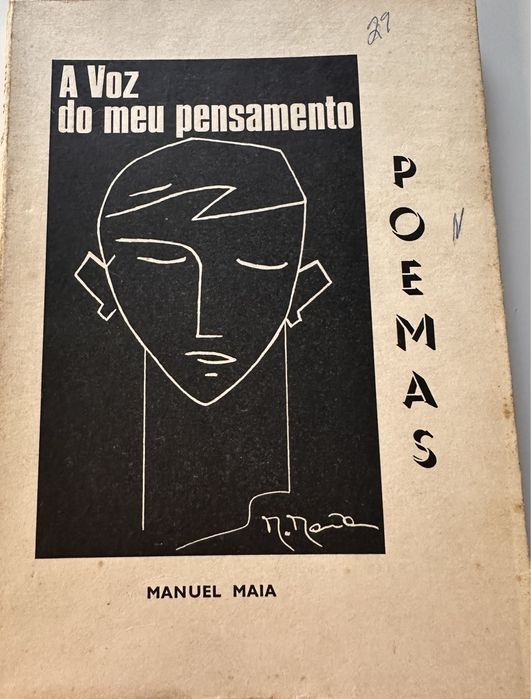 29
A Voz
do meu pensamento
POEMAS
N
M. Maia
MANUEL MAIA